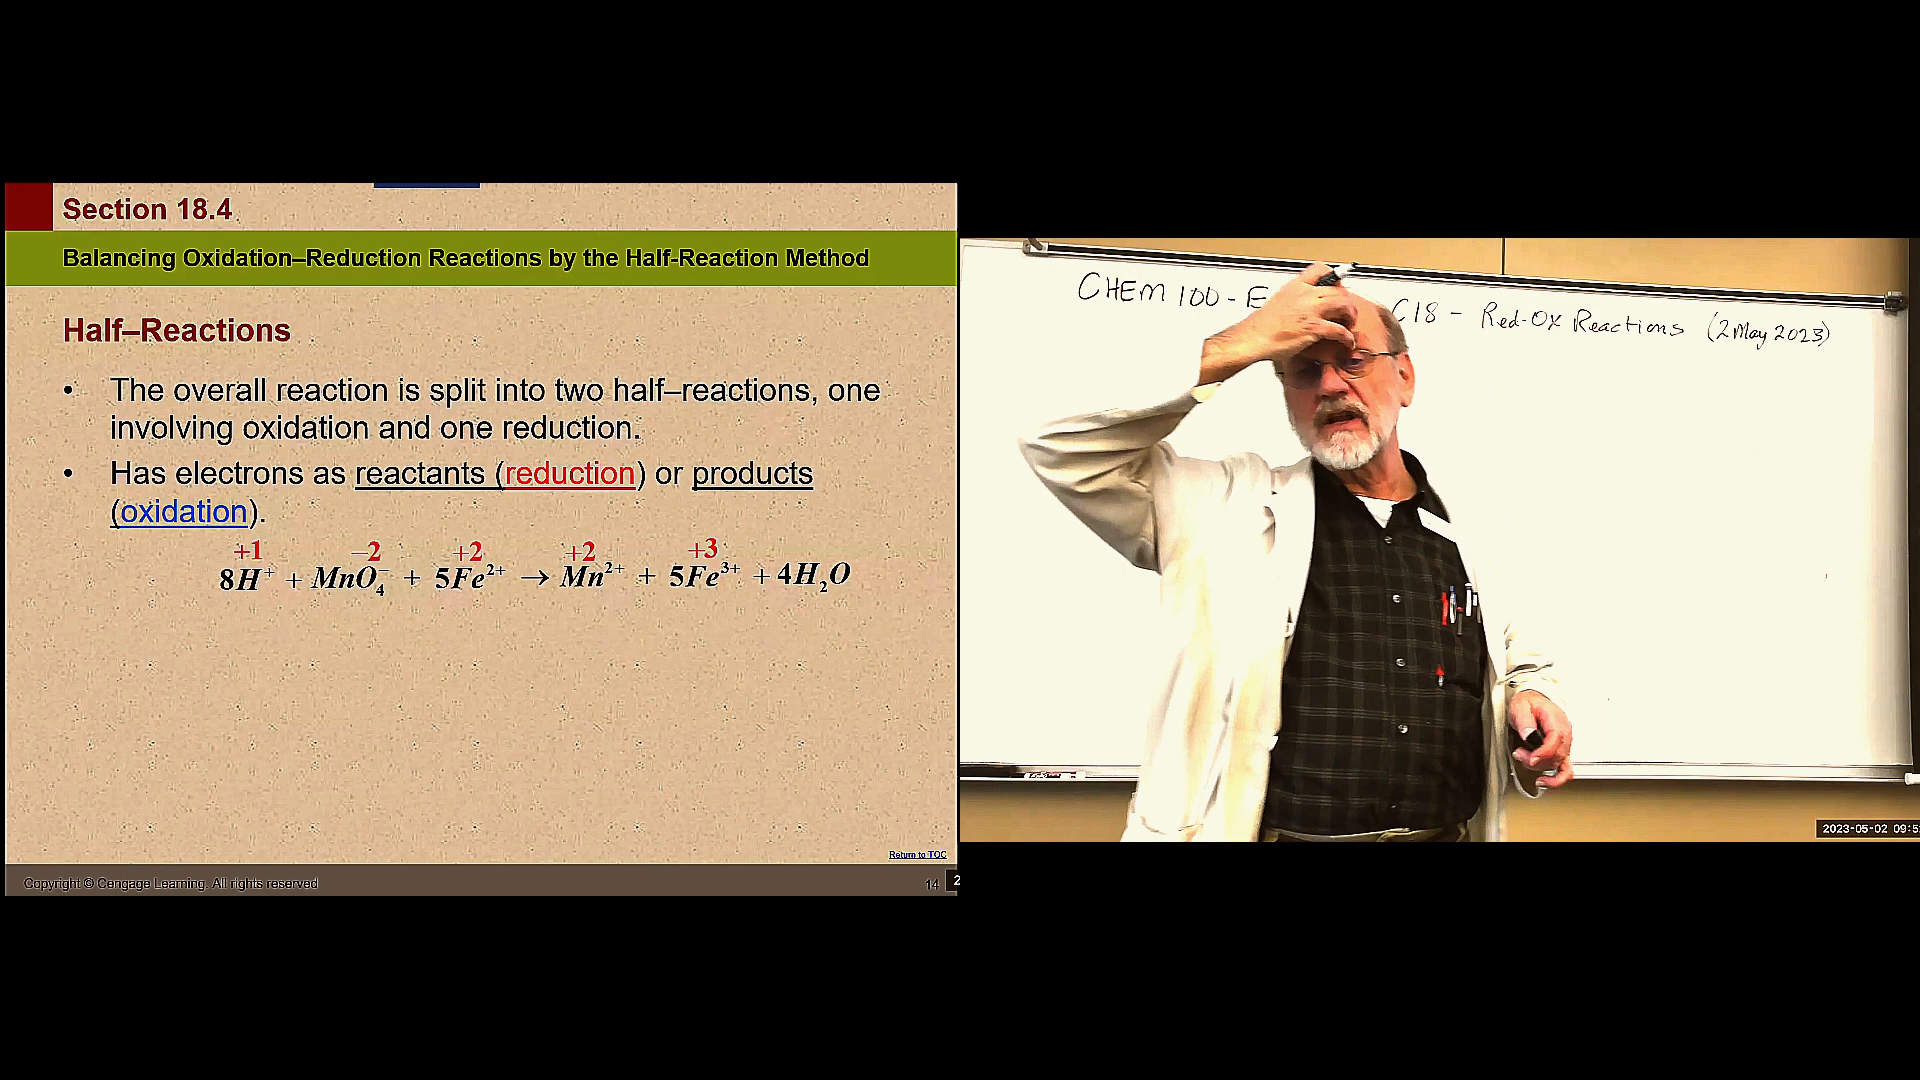 Section 18.4
Balancing Oxidation–Reduction Reactions by the Half-Reaction Method
Half–Reactions
• The overall reaction is split into two half–reactions, one
involving oxidation and one reduction.
• Has electrons as reactants (reduction) or products
(oxidation).
+1 –2 +2 +2 +3
8H⁺ + MnO₄⁻ + 5Fe²⁺ → Mn²⁺ + 5Fe³⁺ + 4H₂O
Return to TOC
Copyright © Cengage Learning. All rights reserved
14
2
CHEM 100 - E C18 - Red-Ox Reactions (2 May 2023)
2023-05-02 09:5